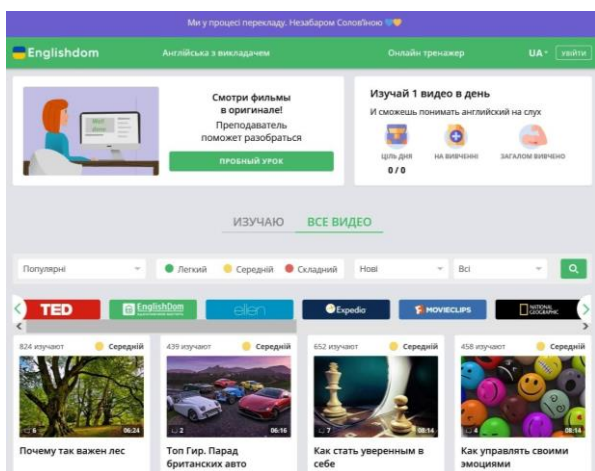 Ми у процесі перекладу. Незабаром Солов'їною
Englishdom
Англійська з викладачем
Онлайн тренажер
UA
УВІЙТИ
Смотри фильмы
в оригинале!
Преподаватель
поможет разобраться
ПРОБНЫЙ УРОК
Изучай 1 видео в день
И сможешь понимать английский на слух
ЦІЛЬ ДНЯ
НА ВИВЧЕННІ
ЗАГАЛОМ ВИВЧЕНО
0 / 0
ИЗУЧАЮ
ВСЕ ВИДЕО
Популярні
Легкий
Середній
Складний
Нові
Всі
TED
EnglishDom
ellen
Expedia
MOVIECLIPS
NATIONAL GEOGRAPHIC
824 изучают
Середній
439 изучают
Середній
652 изучают
Середній
458 изучают
Середній
6
06:24
2
06:16
7
08:14
4
08:14
Почему так важен лес
Топ Гир. Парад
британских авто
Как стать уверенным в
себе
Как управлять своими
эмоциями